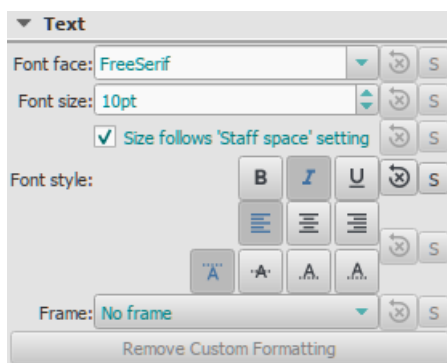 Text
Font face: FreeSerif S
Font size: 10pt S
Size follows 'Staff space' setting S
Font style: B I U S
S
A A A A
Frame: No frame S
Remove Custom Formatting